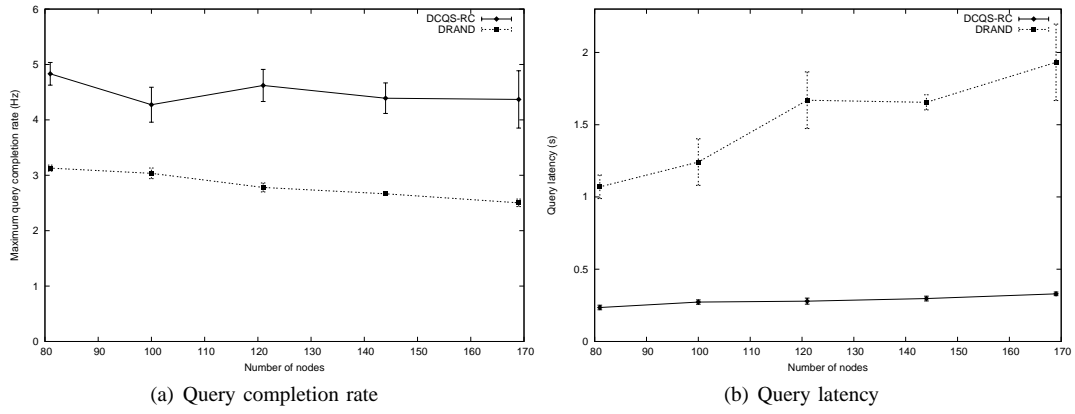 Maximum query completion rate (Hz)
6
5
4
3
2
1
0
80 90 100 110 120 130 140 150 160 170
Number of nodes
DCQS-RC
DRAND
(a) Query completion rate
Query latency (s)
2
1.5
1
0.5
0
80 90 100 110 120 130 140 150 160 170
Number of nodes
DCQS-RC
DRAND
(b) Query latency